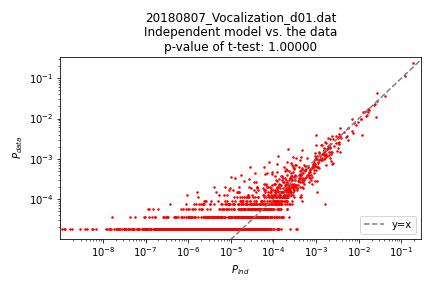 20180807_Vocalization_d01.dat
Independent model vs. the data
p-value of t-test: 1.00000
P_data
10^-1
10^-2
10^-3
10^-4
y=x
10^-8 10^-7 10^-6 10^-5 10^-4 10^-3 10^-2 10^-1
P_ind